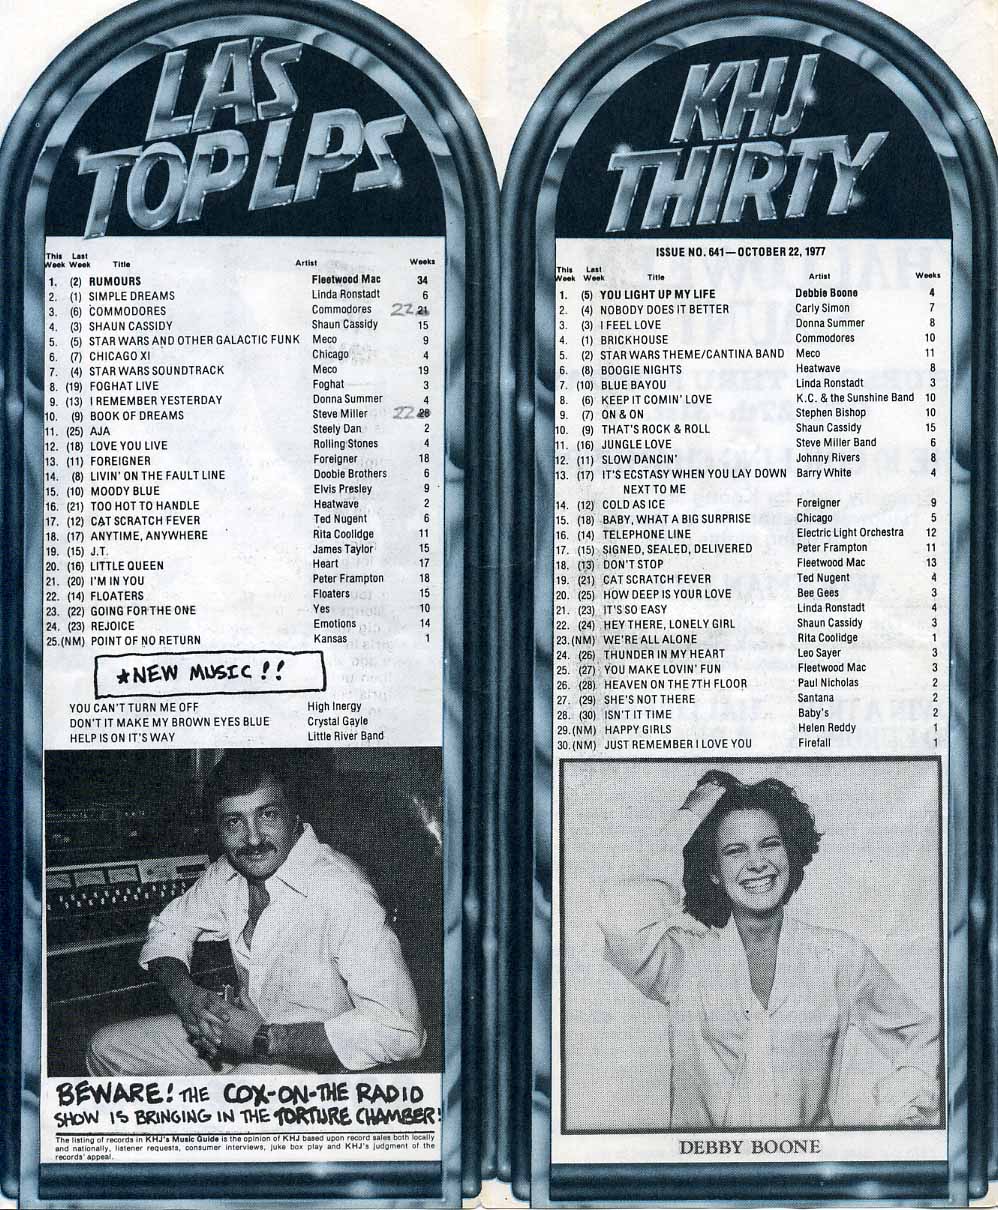 LA'S
TOP LPS
This Week Last Week Title Artist Weeks
1. (2) RUMOURS Fleetwood Mac 34
2. (1) SIMPLE DREAMS Linda Ronstadt 6
3. (6) COMMODORES Commodores 22 21
4. (3) SHAUN CASSIDY Shaun Cassidy 15
5. (5) STAR WARS AND OTHER GALACTIC FUNK Meco 9
6. (7) CHICAGO XI Chicago 4
7. (4) STAR WARS SOUNDTRACK Meco 19
8. (19) FOGHAT LIVE Foghat 3
9. (13) I REMEMBER YESTERDAY Donna Summer 4
10. (9) BOOK OF DREAMS Steve Miller 22
11. (25) AJA Steely Dan 2
12. (18) LOVE YOU LIVE Rolling Stones 4
13. (11) FOREIGNER Foreigner 18
14. (8) LIVIN' ON THE FAULT LINE Doobie Brothers 6
15. (10) MOODY BLUE Elvis Presley 9
16. (21) TOO HOT TO HANDLE Heatwave 2
17. (12) CAT SCRATCH FEVER Ted Nugent 6
18. (17) ANYTIME, ANYWHERE Rita Coolidge 11
19. (15) J.T. James Taylor 15
20. (16) LITTLE QUEEN Heart 17
21. (20) I'M IN YOU Peter Frampton 18
22. (14) FLOATERS Floaters 15
23. (22) GOING FOR THE ONE Yes 10
24. (23) REJOICE Emotions 14
25. (NM) POINT OF NO RETURN Kansas 1
★NEW MUSIC!!
YOU CAN'T TURN ME OFF High Inergy
DON'T IT MAKE MY BROWN EYES BLUE Crystal Gayle
HELP IS ON IT'S WAY Little River Band
BEWARE! THE COX-ON-THE RADIO
SHOW IS BRINGING IN THE TORTURE CHAMBER!
The listing of records in KHJ's Music Guide is the opinion of KHJ based upon record sales both locally
and nationally, listener requests, consumer interviews, juke box play and KHJ's judgment of the
records' appeal.
KHJ
THIRTY
ISSUE NO. 641—OCTOBER 22, 1977
This Week Last Week Title Artist Weeks
1. (5) YOU LIGHT UP MY LIFE Debbie Boone 4
2. (4) NOBODY DOES IT BETTER Carly Simon 7
3. (3) I FEEL LOVE Donna Summer 8
4. (1) BRICKHOUSE Commodores 10
5. (2) STAR WARS THEME/CANTINA BAND Meco 11
6. (8) BOOGIE NIGHTS Heatwave 8
7. (10) BLUE BAYOU Linda Ronstadt 3
8. (6) KEEP IT COMIN' LOVE K.C. & the Sunshine Band 10
9. (7) ON & ON Stephen Bishop 10
10. (9) THAT'S ROCK & ROLL Shaun Cassidy 15
11. (16) JUNGLE LOVE Steve Miller Band 6
12. (11) SLOW DANCIN' Johnny Rivers 8
13. (17) IT'S ECSTASY WHEN YOU LAY DOWN Barry White 4
NEXT TO ME
14. (12) COLD AS ICE Foreigner 9
15. (18) BABY, WHAT A BIG SURPRISE Chicago 5
16. (14) TELEPHONE LINE Electric Light Orchestra 12
17. (15) SIGNED, SEALED, DELIVERED Peter Frampton 11
18. (13) DON'T STOP Fleetwood Mac 13
19. (21) CAT SCRATCH FEVER Ted Nugent 4
20. (25) HOW DEEP IS YOUR LOVE Bee Gees 3
21. (23) IT'S SO EASY Linda Ronstadt 4
22. (24) HEY THERE, LONELY GIRL Shaun Cassidy 3
23. (NM) WE'RE ALL ALONE Rita Coolidge 1
24. (26) THUNDER IN MY HEART Leo Sayer 3
25. (27) YOU MAKE LOVIN' FUN Fleetwood Mac 3
26. (28) HEAVEN ON THE 7TH FLOOR Paul Nicholas 2
27. (29) SHE'S NOT THERE Santana 2
28. (30) ISN'T IT TIME Baby's 2
29. (NM) HAPPY GIRLS Helen Reddy 1
30. (NM) JUST REMEMBER I LOVE YOU Firefall 1
DEBBY BOONE